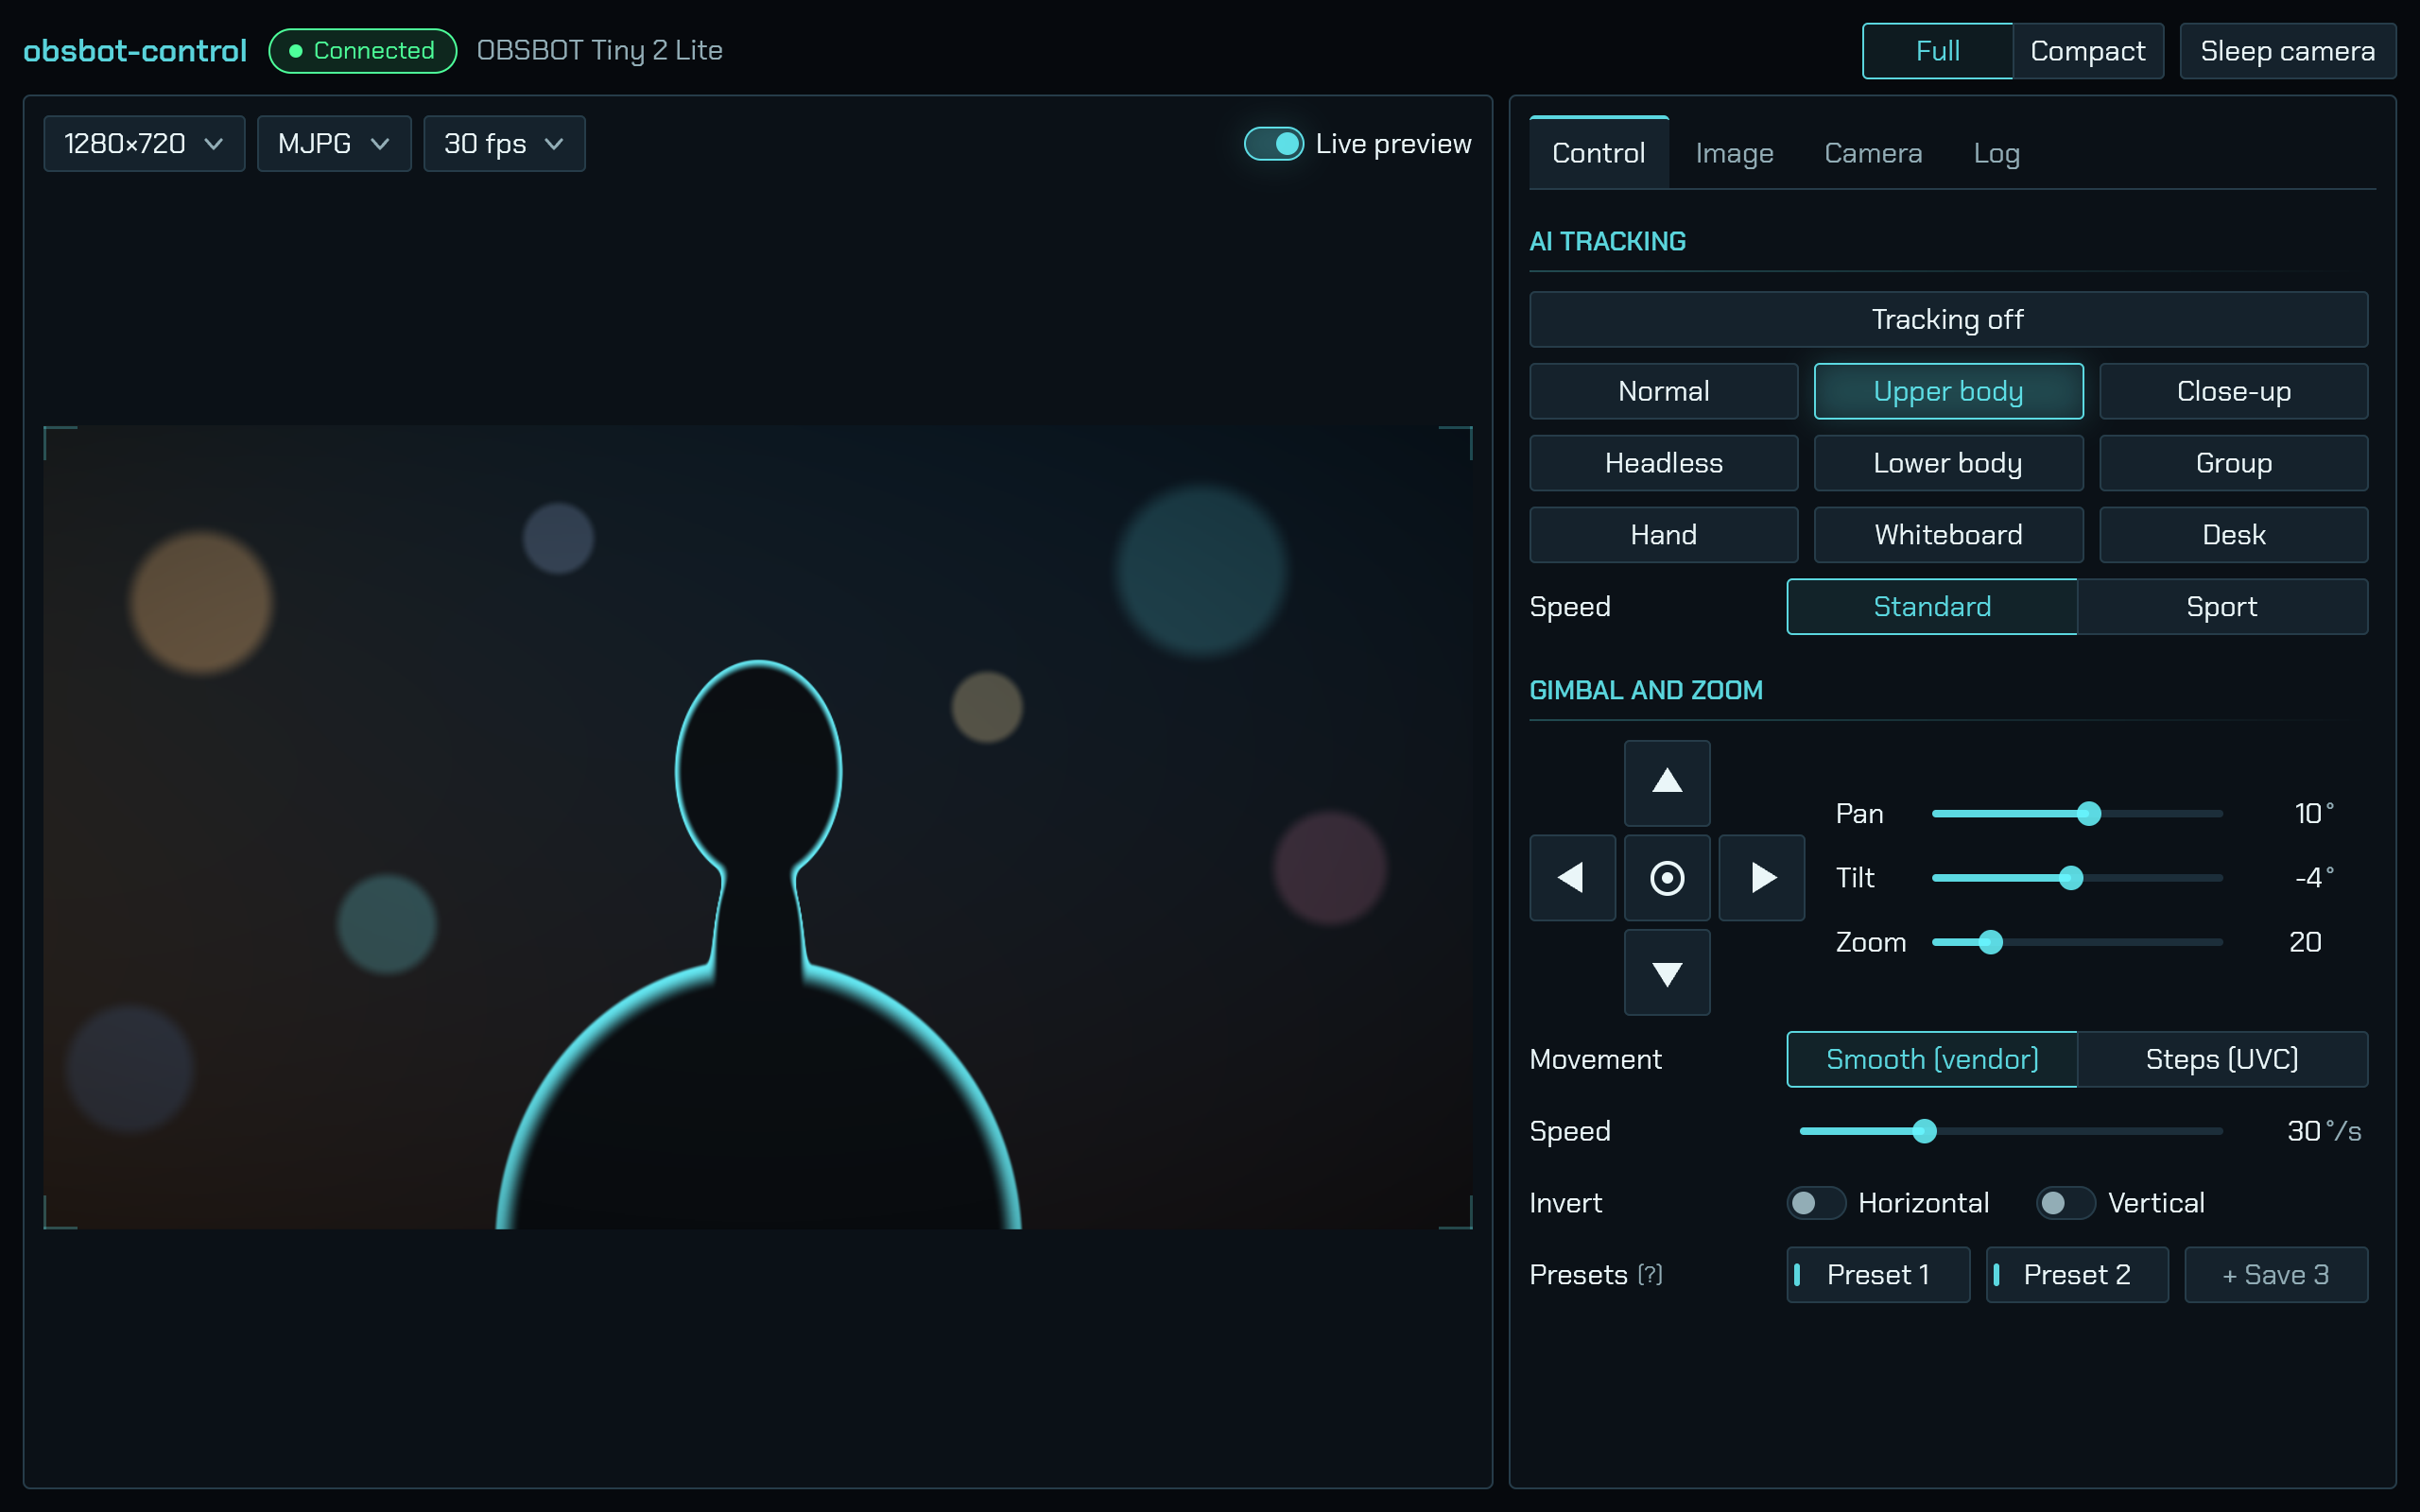 obsbot-control Connected OBSBOT Tiny 2 Lite Full Compact Sleep camera
1280×720 MJPG 30 fps Live preview
Control Image Camera Log
AI TRACKING
Tracking off
Normal Upper body Close-up
Headless Lower body Group
Hand Whiteboard Desk
Speed Standard Sport
GIMBAL AND ZOOM
Pan 10°
Tilt -4°
Zoom 20
Movement Smooth (vendor) Steps (UVC)
Speed 30°/s
Invert Horizontal Vertical
Presets (?) Preset 1 Preset 2 + Save 3